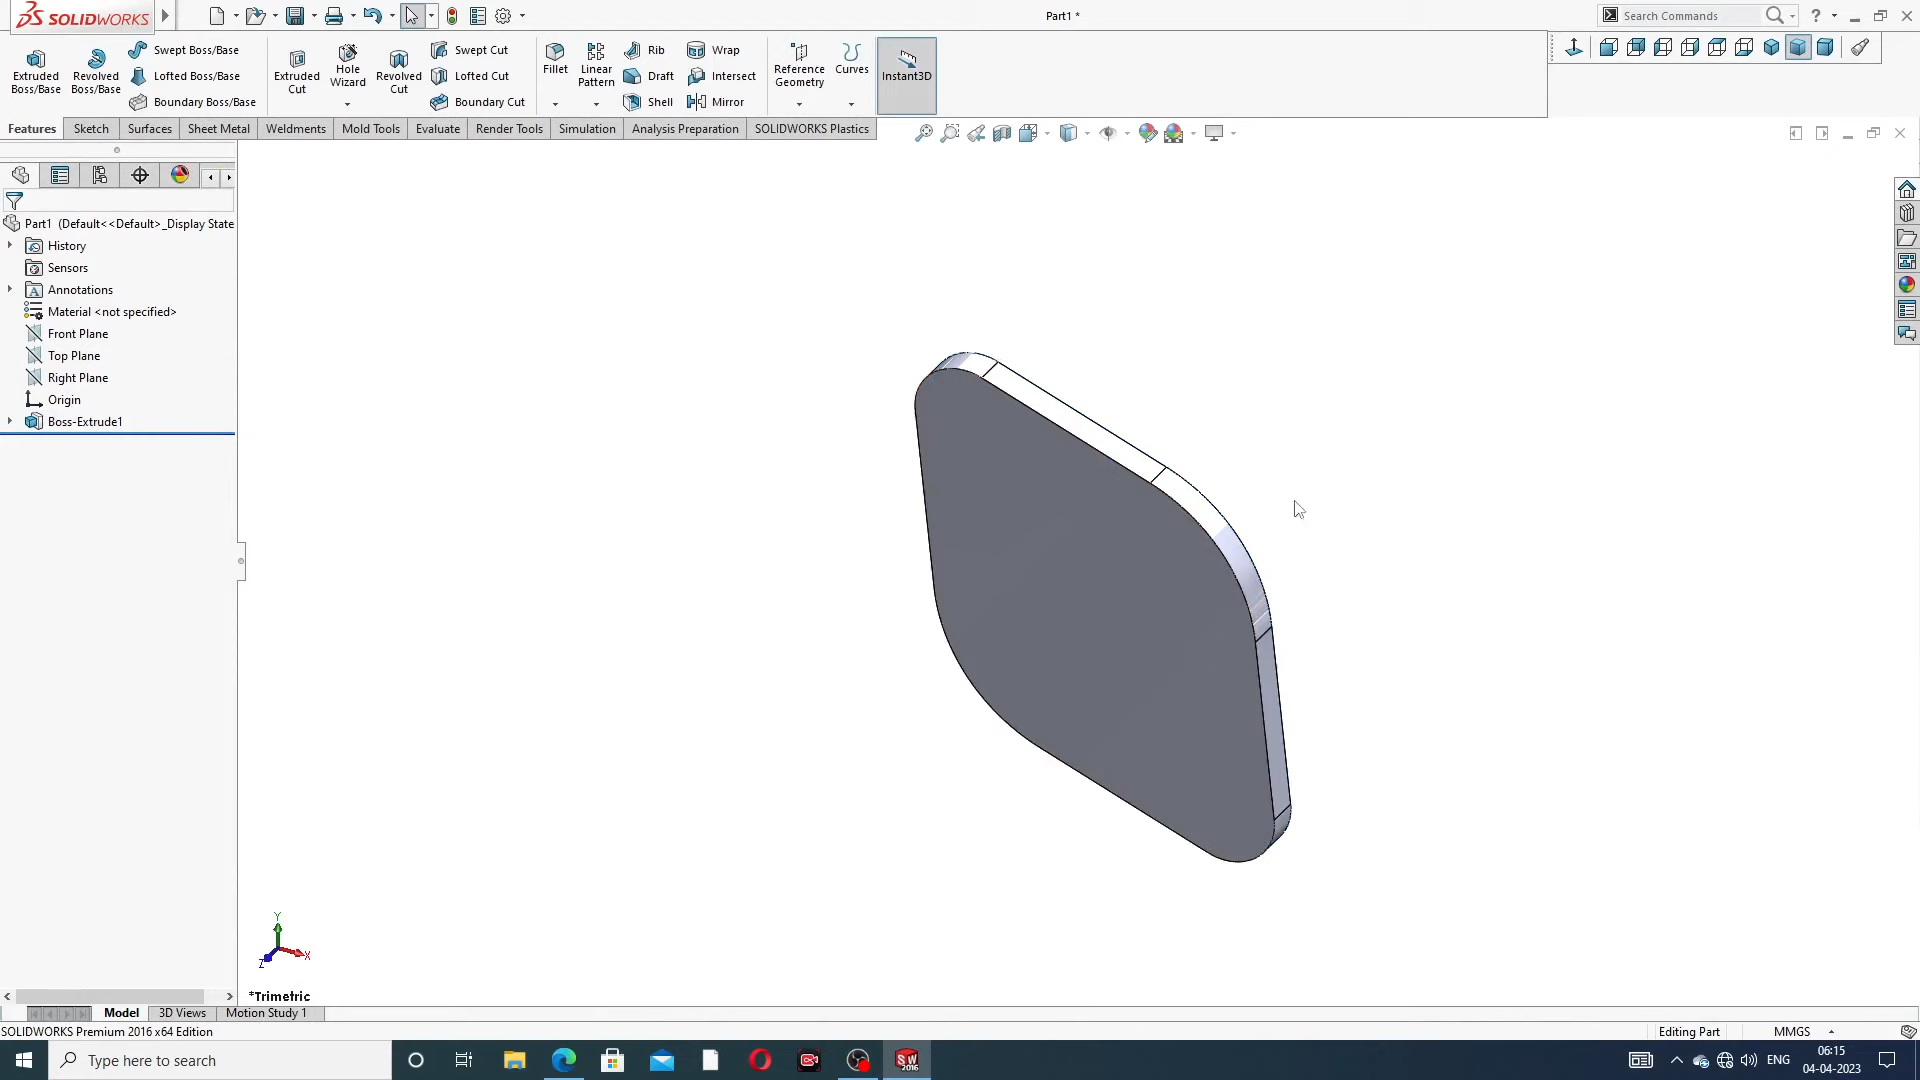 SOLIDWORKS
Part1 *
Search Commands
?
Extruded Boss/Base
Revolved Boss/Base
Swept Boss/Base
Lofted Boss/Base
Boundary Boss/Base
Extruded Cut
Hole Wizard
Revolved Cut
Swept Cut
Lofted Cut
Boundary Cut
Fillet
Linear Pattern
Rib
Draft
Shell
Wrap
Intersect
Mirror
Reference Geometry
Curves
Instant3D
Features
Sketch
Surfaces
Sheet Metal
Weldments
Mold Tools
Evaluate
Render Tools
Simulation
Analysis Preparation
SOLIDWORKS Plastics
Part1 (Default<<Default>_Display State
History
Sensors
A Annotations
Material <not specified>
Front Plane
Top Plane
Right Plane
Origin
Boss-Extrude1
Y
X
Z
*Trimetric
Model
3D Views
Motion Study 1
SOLIDWORKS Premium 2016 x64 Edition
Editing Part
MMGS
Type here to search
SW 2016
ENG
06:15
04-04-2023